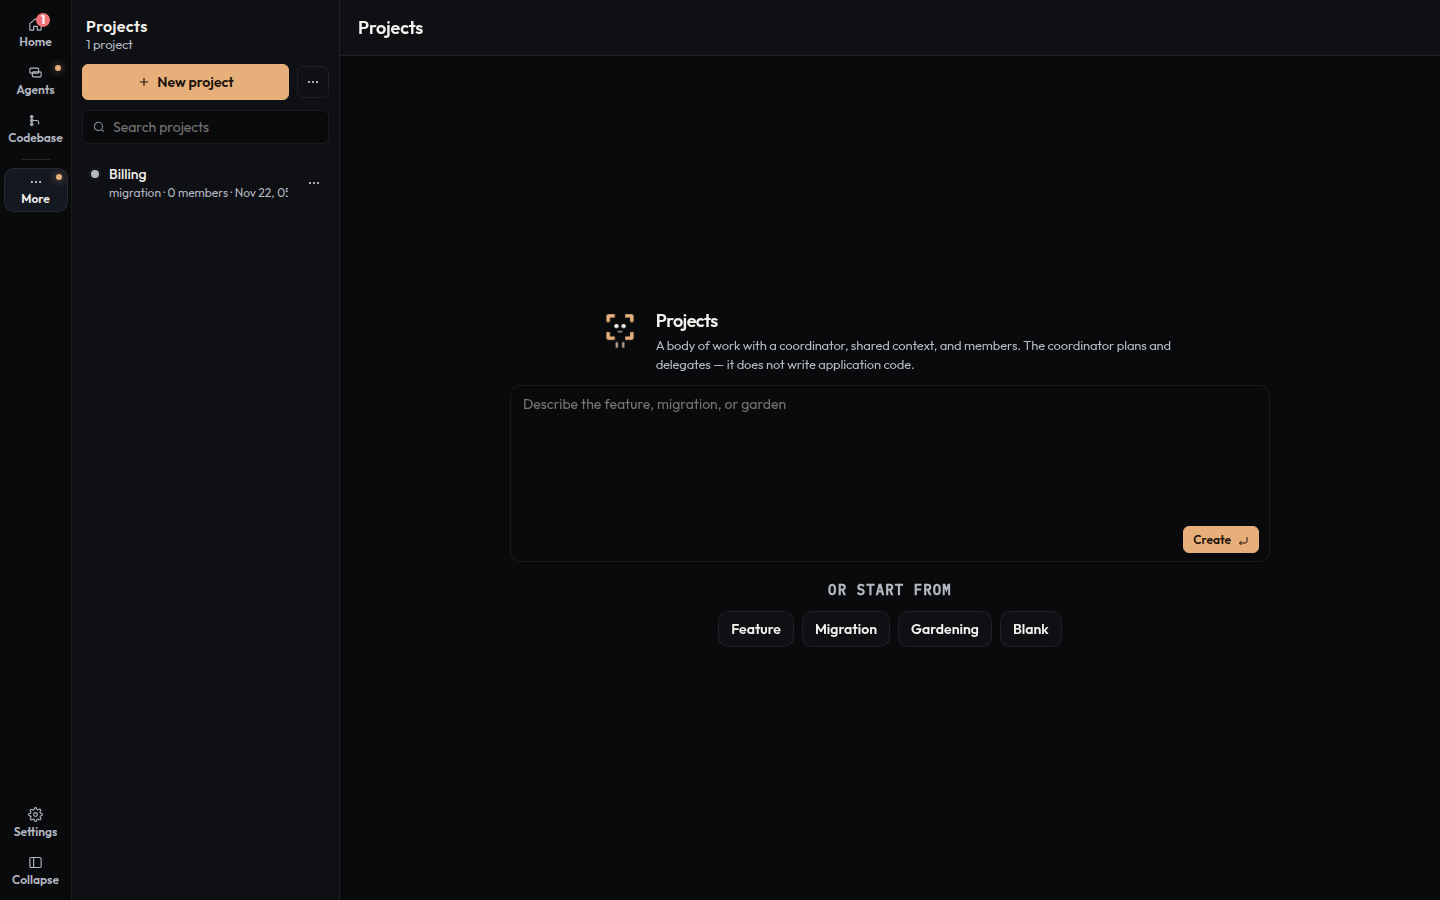 1
Home
Agents
Codebase
More
Settings
Collapse
Projects
1 project
New project
Search projects
Billing
migration · 0 members · Nov 22, 05
Projects
Projects
A body of work with a coordinator, shared context, and members. The coordinator plans and
delegates — it does not write application code.
Describe the feature, migration, or garden
Create
OR START FROM
Feature
Migration
Gardening
Blank